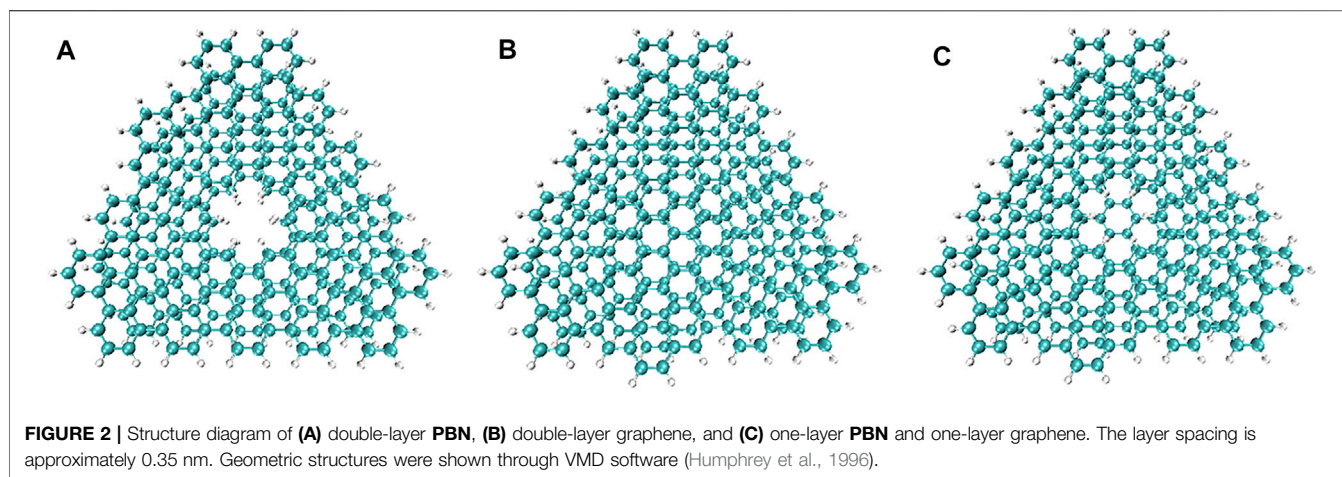 A
B
C
FIGURE 2 | Structure diagram of (A) double-layer PBN, (B) double-layer graphene, and (C) one-layer PBN and one-layer graphene. The layer spacing is
approximately 0.35 nm. Geometric structures were shown through VMD software (Humphrey et al., 1996).